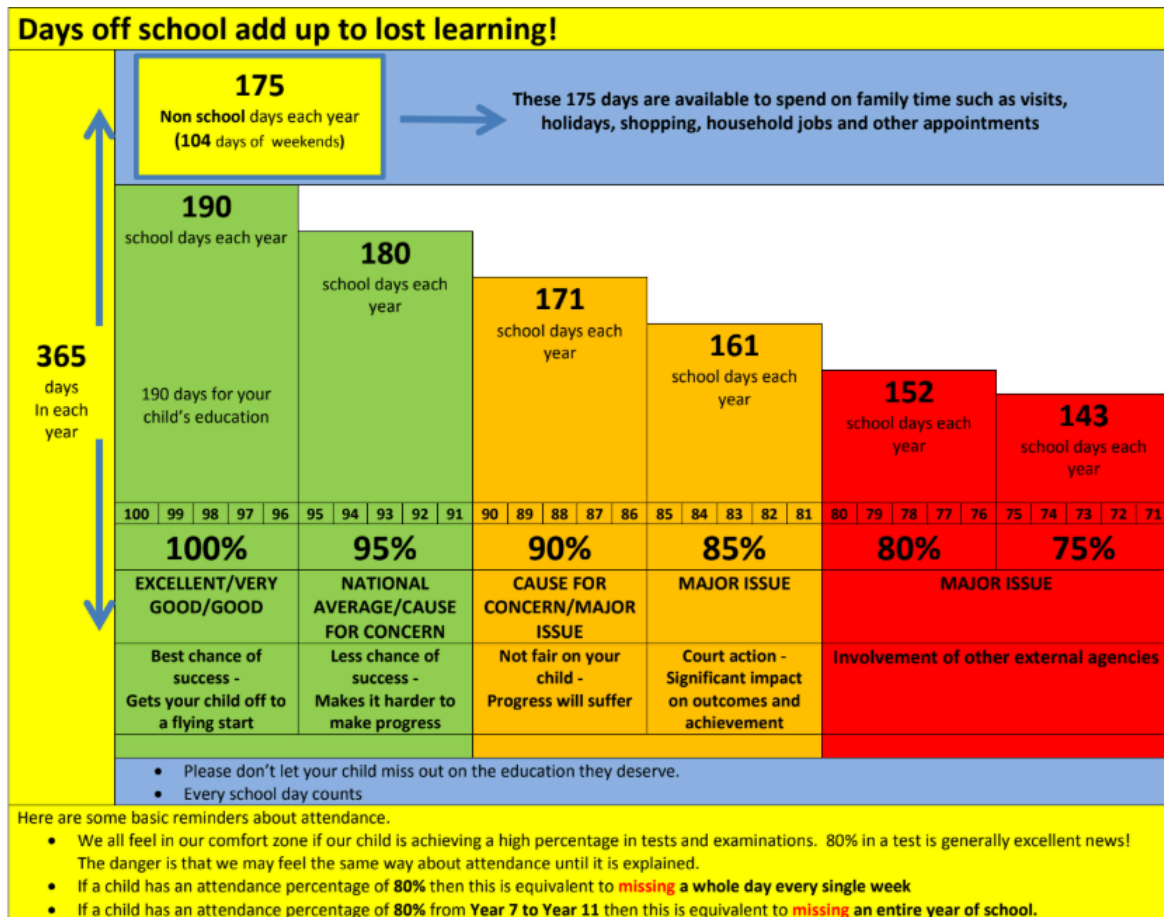 Days off school add up to lost learning!
175
Non school days each year
(104 days of weekends)
These 175 days are available to spend on family time such as visits,
holidays, shopping, household jobs and other appointments
365
days
In each
year
190
school days each year
190 days for your
child's education
180
school days each
year
171
school days each
year
161
school days each
year
152
school days each
year
143
school days each
year
100 99 98 97 96 95 94 93 92 91 90 89 88 87 86 85 84 83 82 81 80 79 78 77 76 75 74 73 72 71
100% 95% 90% 85% 80% 75%
EXCELLENT/VERY
GOOD/GOOD
NATIONAL
AVERAGE/CAUSE
FOR CONCERN
CAUSE FOR
CONCERN/MAJOR
ISSUE
MAJOR ISSUE
MAJOR ISSUE
Best chance of
success -
Gets your child off to
a flying start
Less chance of
success -
Makes it harder to
make progress
Not fair on your
child -
Progress will suffer
Court action -
Significant impact
on outcomes and
achievement
Involvement of other external agencies
• Please don't let your child miss out on the education they deserve.
• Every school day counts
Here are some basic reminders about attendance.
• We all feel in our comfort zone if our child is achieving a high percentage in tests and examinations. 80% in a test is generally excellent news!
The danger is that we may feel the same way about attendance until it is explained.
• If a child has an attendance percentage of 80% then this is equivalent to missing a whole day every single week
• If a child has an attendance percentage of 80% from Year 7 to Year 11 then this is equivalent to missing an entire year of school.